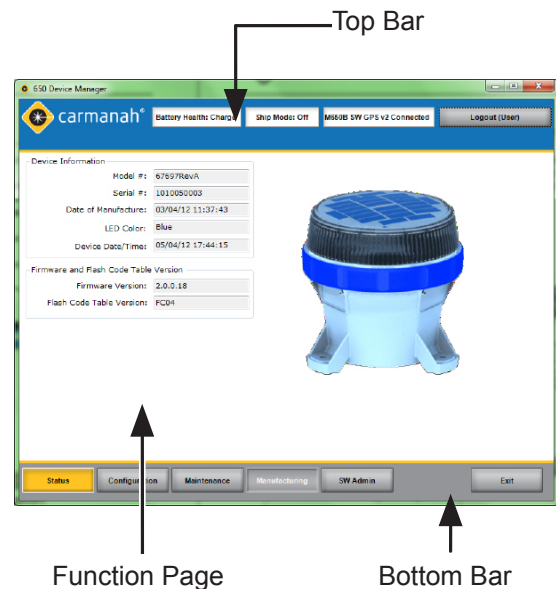 Top Bar
650 Device Manager
carmanah®
Battery Health: Charge
Ship Mode: Off
M650B SW GPS v2 Connected
Logout (User)
Device Information
Model #: 67697RevA
Serial #: 1010050003
Date of Manufacture: 03/04/12 11:37:43
LED Color: Blue
Device Date/Time: 05/04/12 17:44:15
Firmware and Flash Code Table Version
Firmware Version: 2.0.0.18
Flash Code Table Version: FC04
Status
Configuration
Maintenance
Manufacturing
SW Admin
Exit
Function Page
Bottom Bar